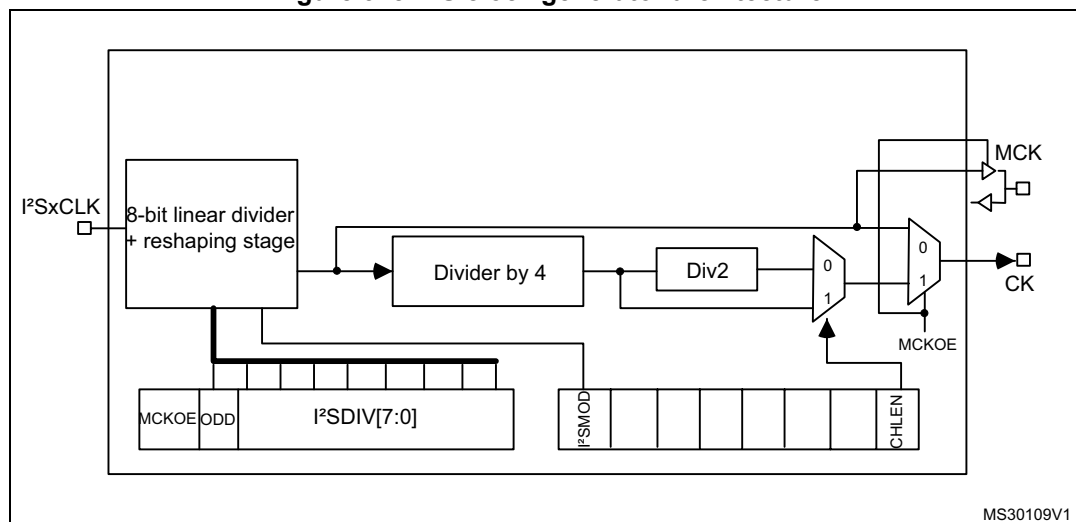 MCK
I²SxCLK
8-bit linear divider
+ reshaping stage
0
Divider by 4
Div2
0
1
1
CK
MCKOE
MCKOE
ODD
I²SDIV[7:0]
I²SMOD
CHLEN
MS30109V1